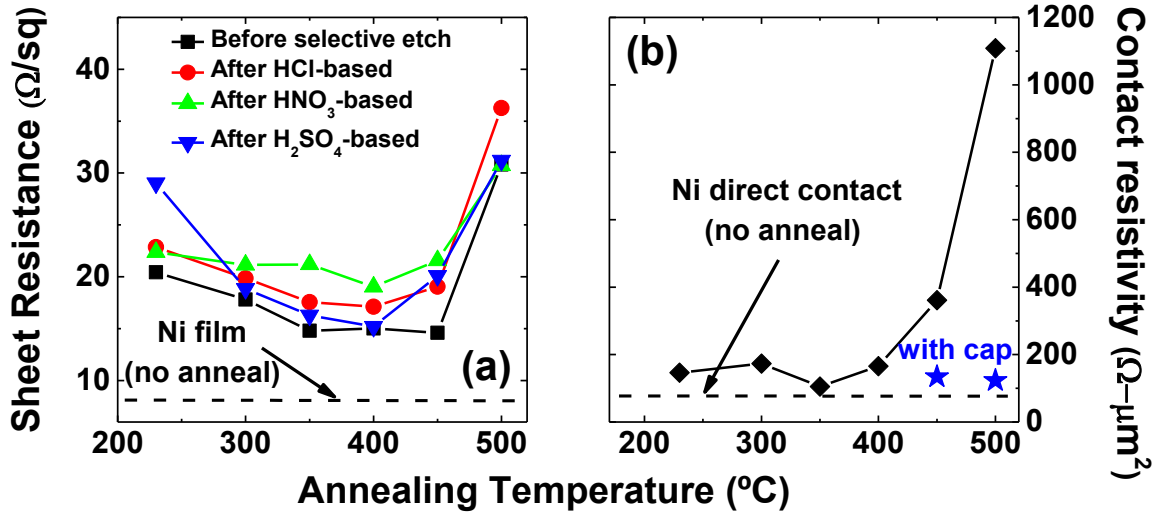 Before selective etch
After HCl-based
After HNO3-based
After H2SO4-based
Ni film
(no anneal)
(a)
40
30
20
10
200
300
400
500
Sheet Resistance (Ω/sq)
(b)
Ni direct contact
(no anneal)
with cap
1200
1000
800
600
400
200
0
200
300
400
500
Contact resistivity (Ω–μm²)
Annealing Temperature (ºC)